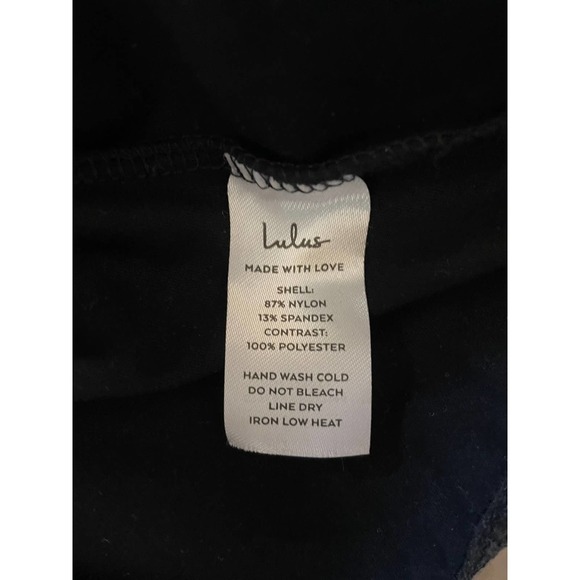 Lulus
MADE WITH LOVE
SHELL:
87% NYLON
13% SPANDEX
CONTRAST:
100% POLYESTER
HAND WASH COLD
DO NOT BLEACH
LINE DRY
IRON LOW HEAT